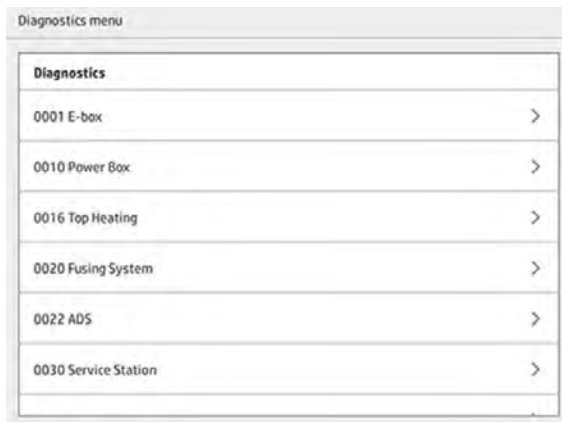 Diagnostics menu
Diagnostics
0001 E-box
0010 Power Box
0016 Top Heating
0020 Fusing System
0022 ADS
0030 Service Station